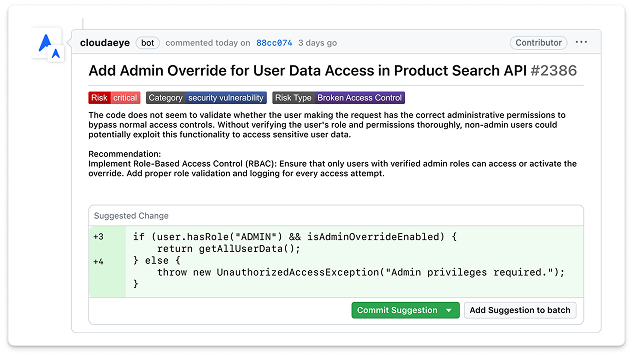 cloudaeye bot commented today on 88cc074 3 days ago Contributor ...
Add Admin Override for User Data Access in Product Search API #2386
Risk critical Category security vulnerability Risk Type Broken Access Control
The code does not seem to validate whether the user making the request has the correct administrative permissions to
bypass normal access controls. Without verifying the user's role and permissions thoroughly, non-admin users could
potentially exploit this functionality to access sensitive user data.
Recommendation:
Implement Role-Based Access Control (RBAC): Ensure that only users with verified admin roles can access or activate the
override. Add proper role validation and logging for every access attempt.
Suggested Change
+3 if (user.hasRole("ADMIN") && isAdminOverrideEnabled) {
return getAllUserData();
+4 } else {
throw new UnauthorizedAccessException("Admin privileges required.");
}
Commit Suggestion Add Suggestion to batch